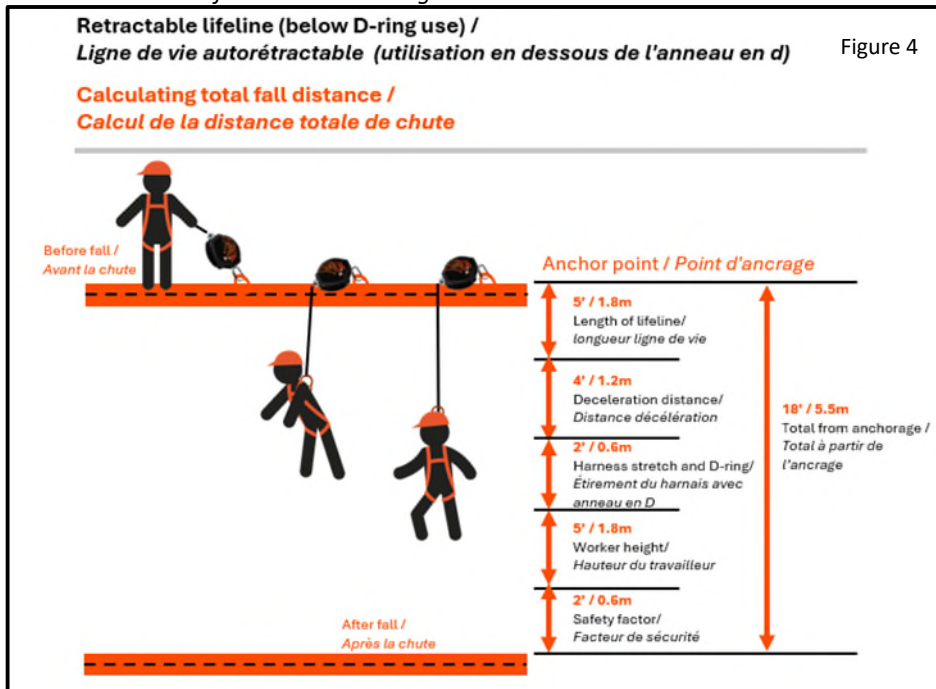 Retractable lifeline (below D-ring use) /
Ligne de vie autorétractable (utilisation en dessous de l'anneau en d)
Figure 4
Calculating total fall distance /
Calcul de la distance totale de chute
Before fall /
Avant la chute
Anchor point / Point d'ancrage
5' / 1.8m
Length of lifeline/
longueur ligne de vie
4' / 1.2m
Deceleration distance/
Distance décélération
2' / 0.6m
Harness stretch and D-ring/
Étirement du harnais avec
anneau en D
5' / 1.8m
Worker height/
Hauteur du travailleur
2' / 0.6m
Safety factor/
Facteur de sécurité
18' / 5.5m
Total from anchorage /
Total à partir de
l'ancrage
After fall /
Après la chute